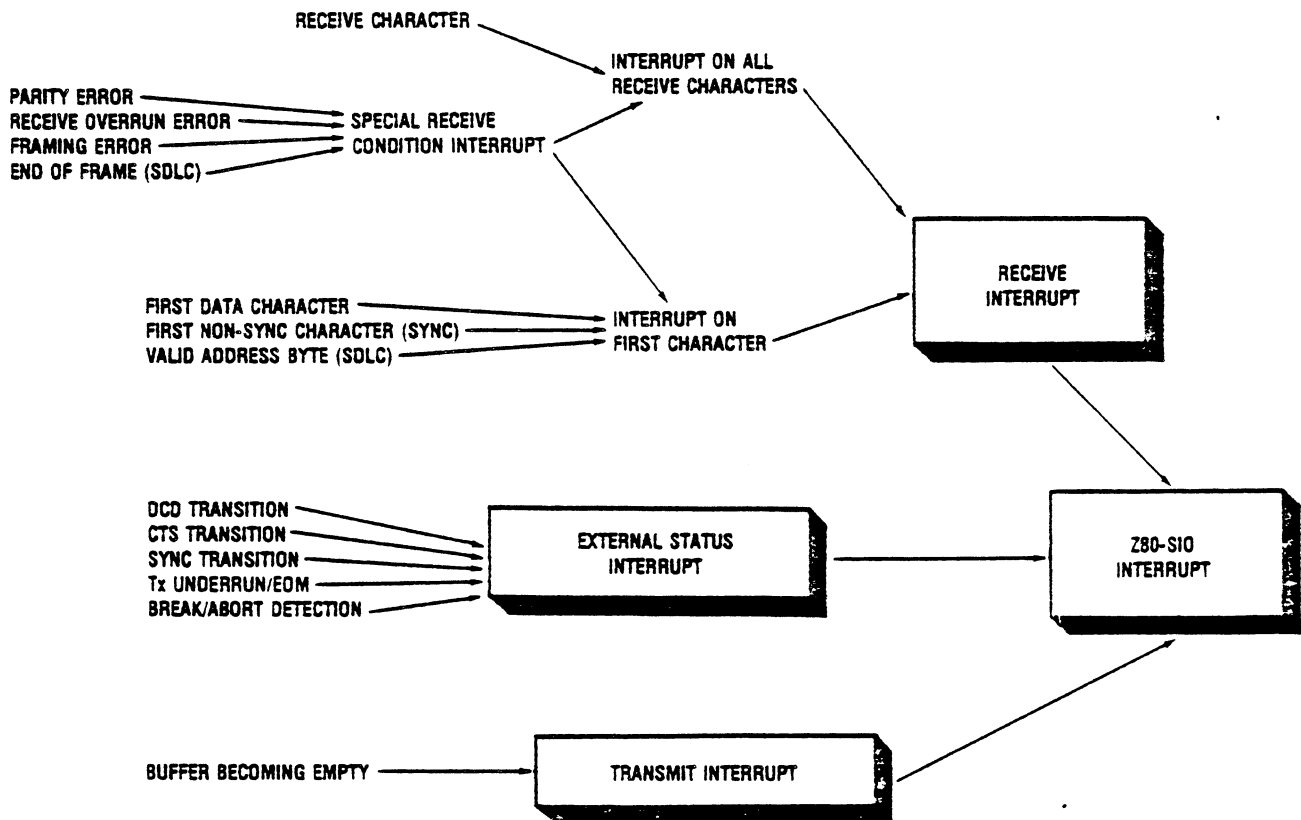 RECEIVE CHARACTER
INTERRUPT ON ALL
RECEIVE CHARACTERS
PARITY ERROR
RECEIVE OVERRUN ERROR
FRAMING ERROR
END OF FRAME (SDLC)
SPECIAL RECEIVE
CONDITION INTERRUPT
RECEIVE
INTERRUPT
FIRST DATA CHARACTER
FIRST NON-SYNC CHARACTER (SYNC)
VALID ADDRESS BYTE (SDLC)
INTERRUPT ON
FIRST CHARACTER
DCD TRANSITION
CTS TRANSITION
SYNC TRANSITION
Tx UNDERRUN/EOM
BREAK/ABORT DETECTION
EXTERNAL STATUS
INTERRUPT
Z80-SIO
INTERRUPT
BUFFER BECOMING EMPTY
TRANSMIT INTERRUPT